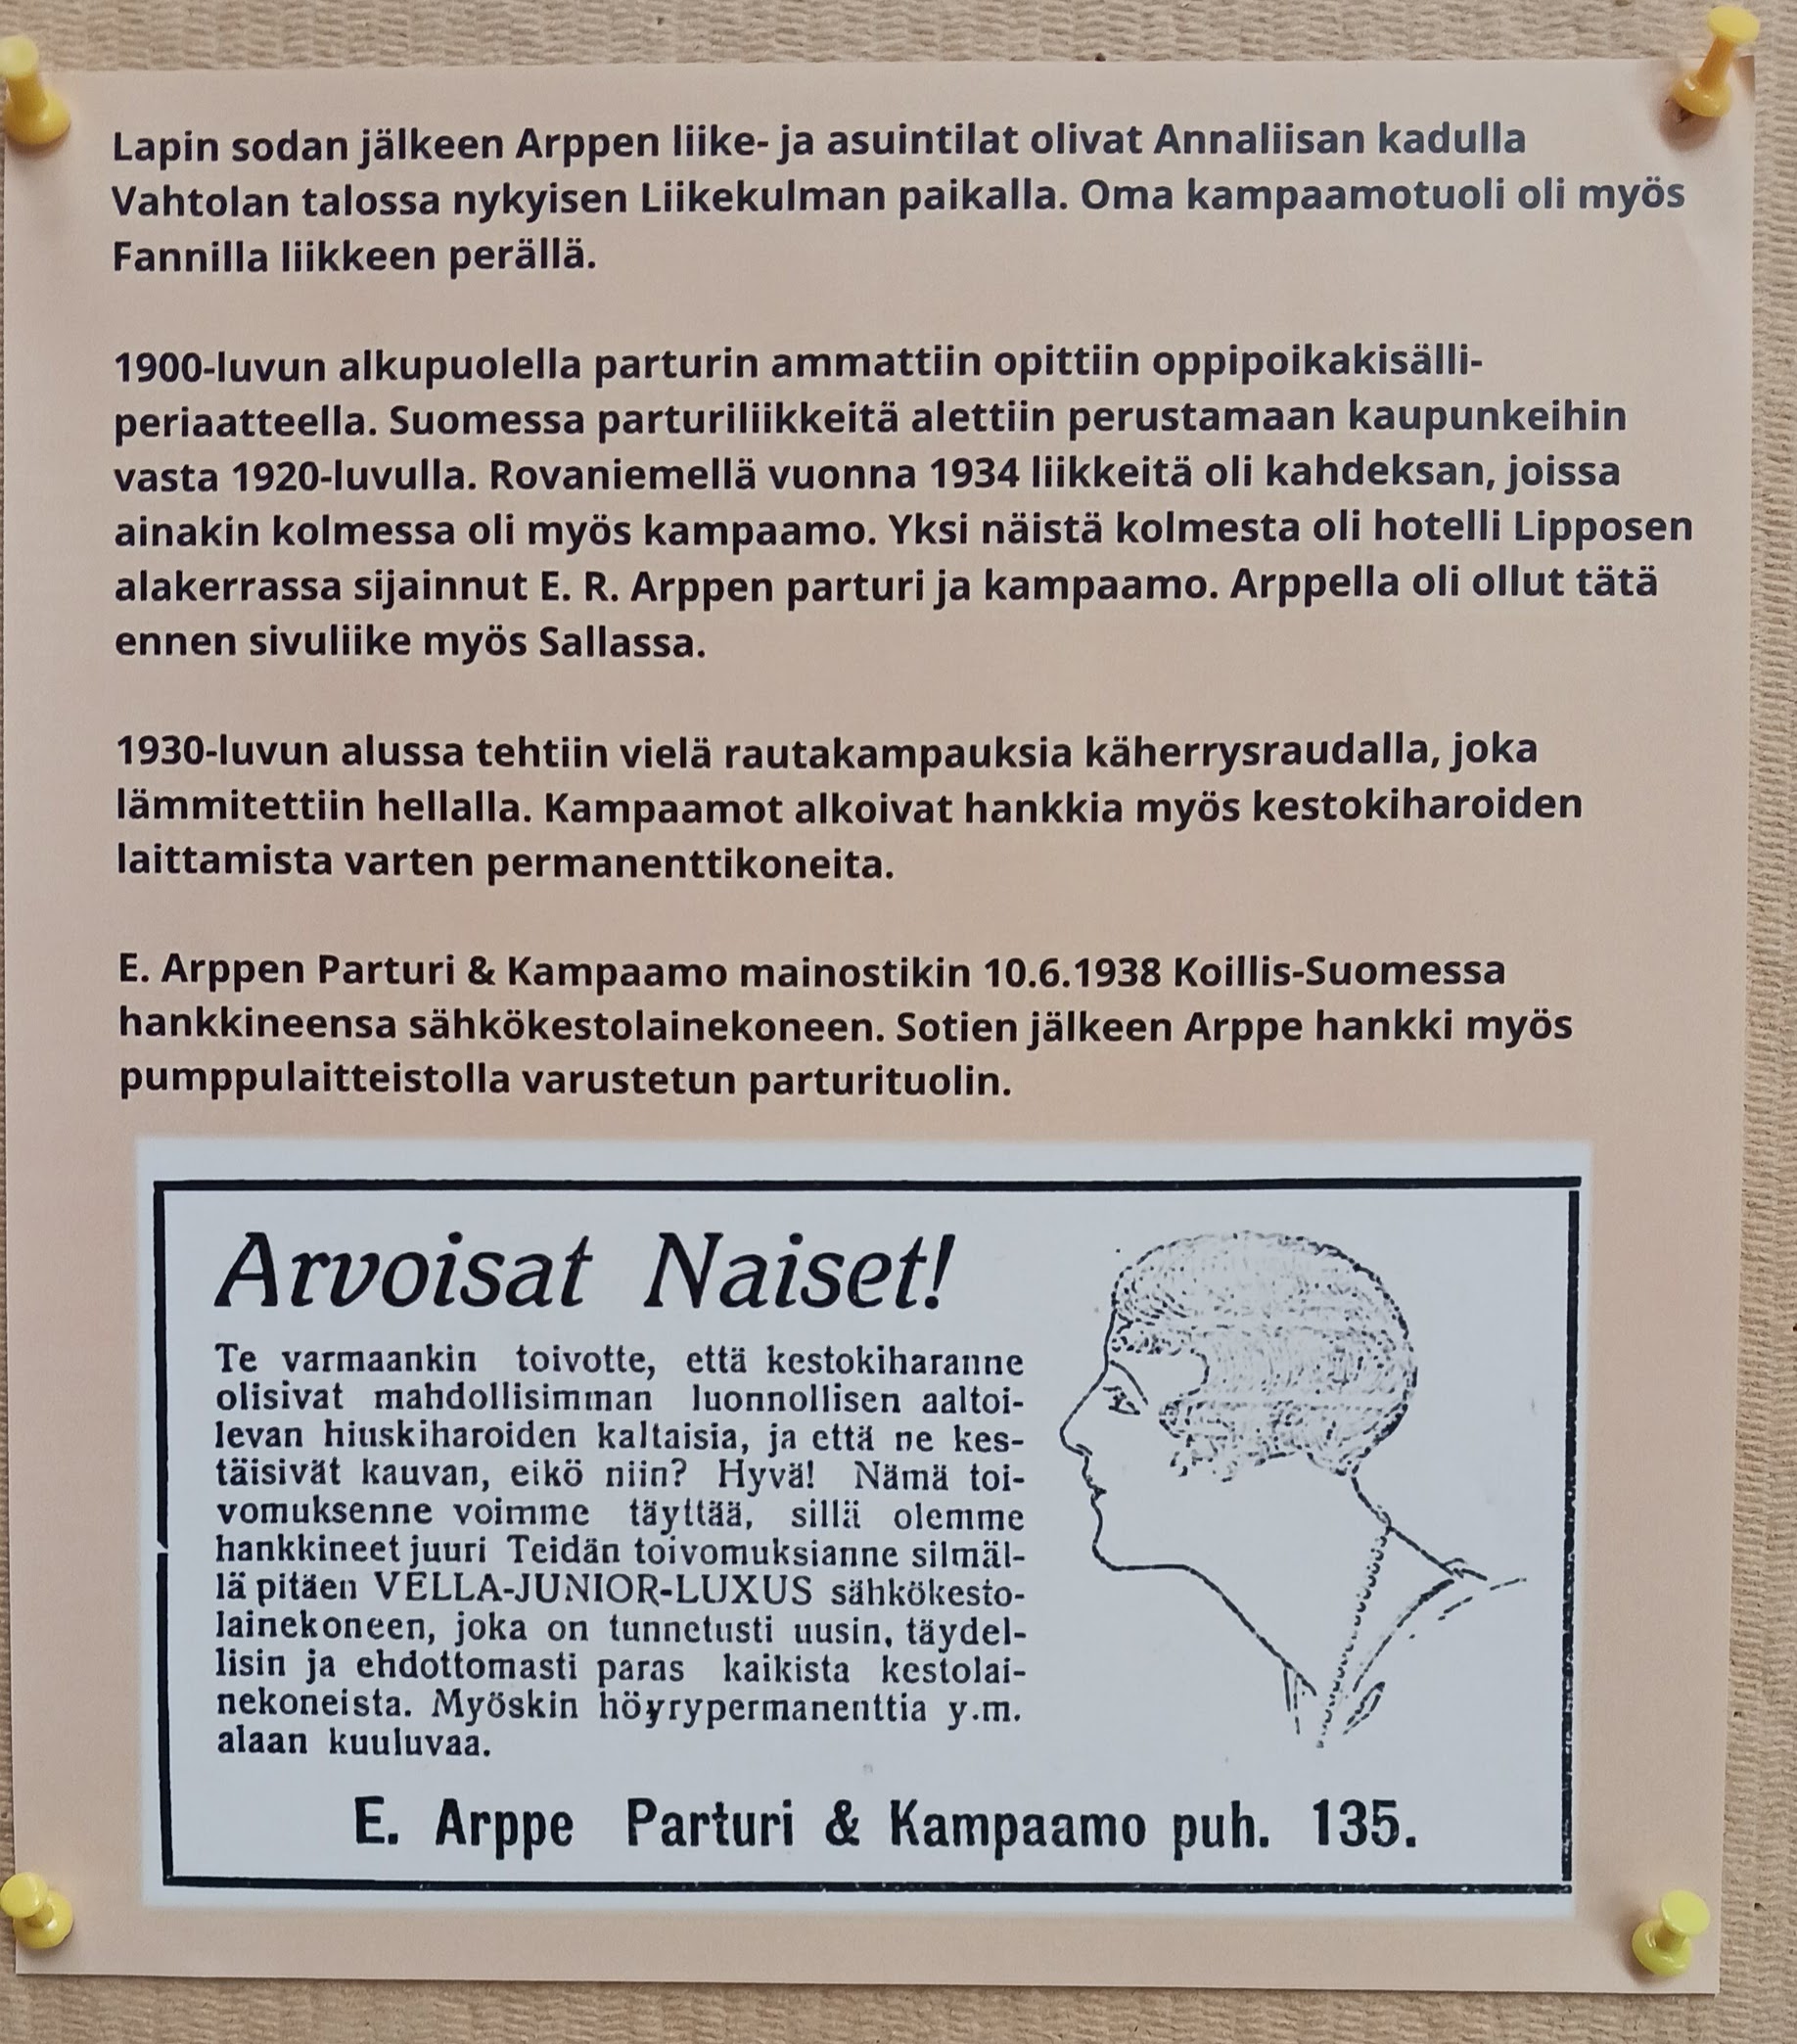 Lapin sodan jälkeen Arppen liike- ja asuintilat olivat Annaliisan kadulla
Vahtolan talossa nykyisen Liikekulman paikalla. Oma kampaamotuoli oli myös
Fannilla liikkeen perällä.
1900-luvun alkupuolella parturin ammattiin opittiin oppipoikakisälli-
periaatteella. Suomessa parturiliikkeitä alettiin perustamaan kaupunkeihin
vasta 1920-luvulla. Rovaniemellä vuonna 1934 liikkeitä oli kahdeksan, joissa
ainakin kolmessa oli myös kampaamo. Yksi näistä kolmesta oli hotelli Lipposen
alakerrassa sijainnut E. R. Arppen parturi ja kampaamo. Arppella oli ollut tätä
ennen sivuliike myös Sallassa.
1930-luvun alussa tehtiin vielä rautakampauksia käherrysraudalla, joka
lämmitettiin hellalla. Kampaamot alkoivat hankkia myös kestokiharoiden
laittamista varten permanenttikoneita.
E. Arppen Parturi & Kampaamo mainostikin 10.6.1938 Koillis-Suomessa
hankkineensa sähkökestolainekoneen. Sotien jälkeen Arppe hankki myös
pumppulaitteistolla varustetun parturituolin.
Arvoisat Naiset!
Te varmaankin toivotte, että kestokiharanne
olisivat mahdollisimman luonnollisen aaltoi-
levan hiuskiharoiden kaltaisia, ja että ne kes-
täisivät kauvan, eikö niin? Hyvä! Nämä toi-
vomuksenne voimme täyttää, sillä olemme
hankkineet juuri Teidän toivomuksianne silmäl-
lä pitäen VELLA-JUNIOR-LUXUS sähkökesto-
lainekoneen, joka on tunnetusti uusin, täydel-
lisin ja ehdottomasti paras kaikista kestolai-
nekoneista. Myöskin höyrypermanenttia y.m.
alaan kuuluvaa.
E. Arppe Parturi & Kampaamo puh. 135.